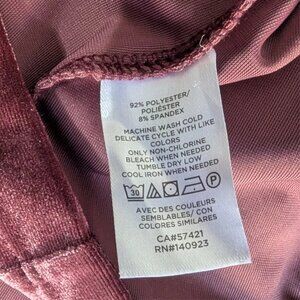 92% POLYESTER/
POLIÉSTER
8% SPANDEX
MACHINE WASH COLD
DELICATE CYCLE WITH LIKE
COLORS
ONLY NON-CHLORINE
BLEACH WHEN NEEDED
TUMBLE DRY LOW
COOL IRON WHEN NEEDED
30 P
AVEC DES COULEURS
SEMBLABLES/ CON
COLORES SIMILARES
CA#57421
RN#140923